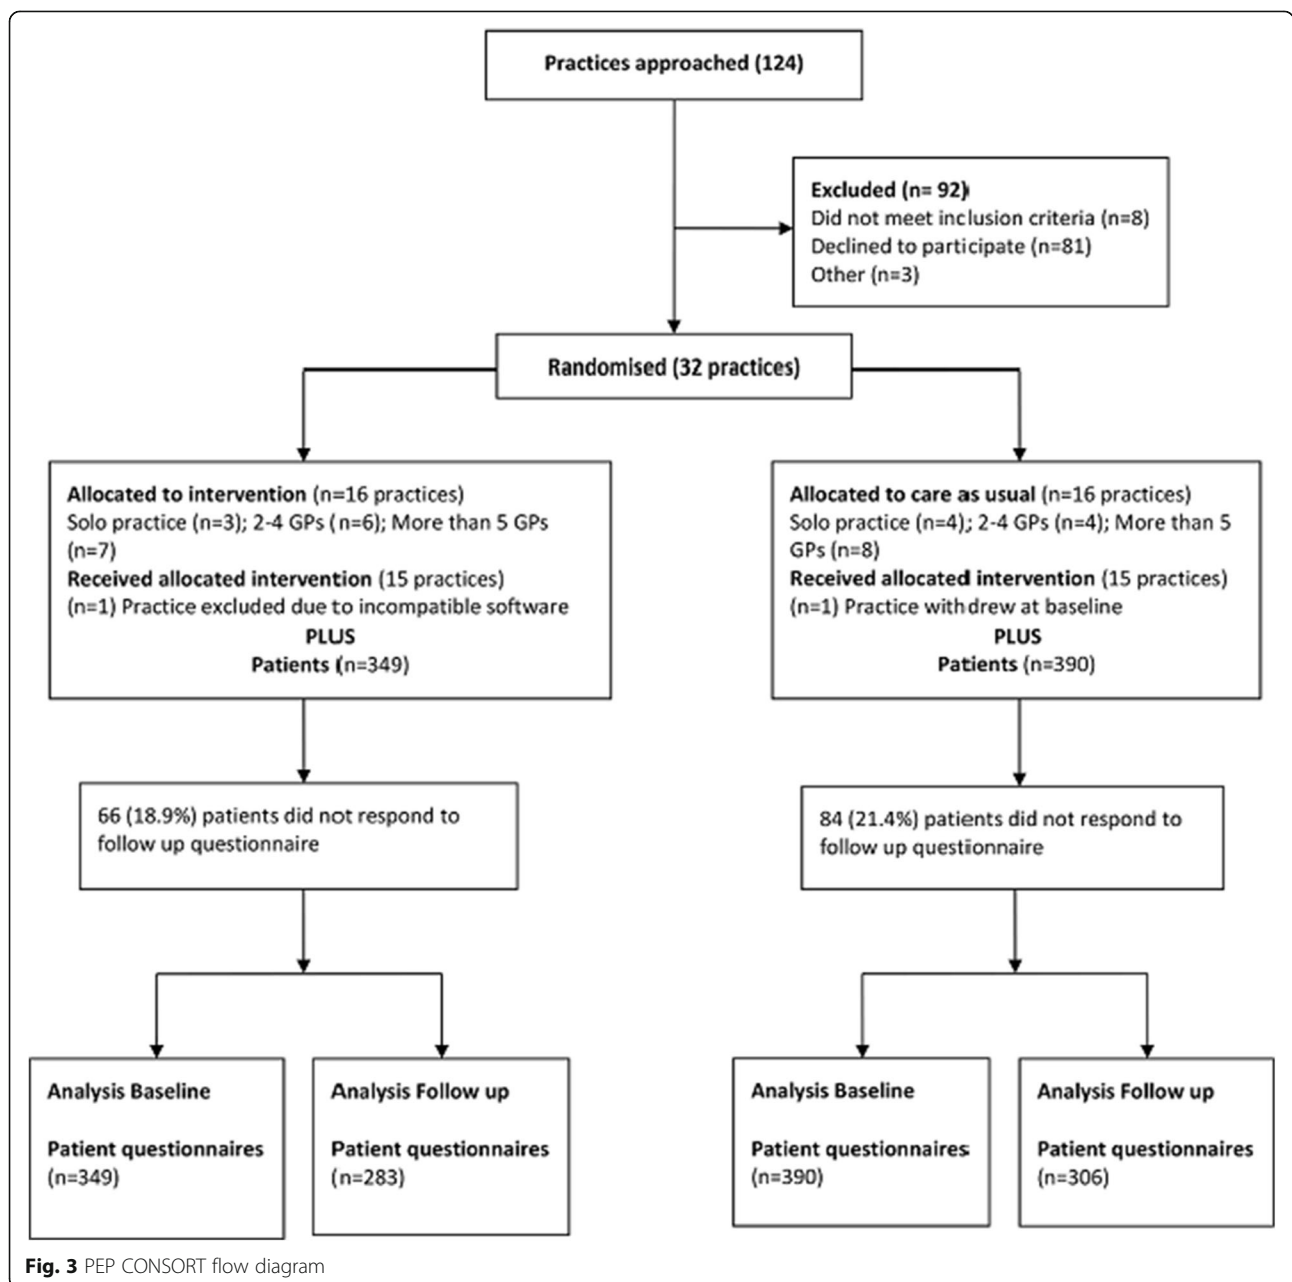 Practices approached (124)
Excluded (n= 92)
Did not meet inclusion criteria (n=8)
Declined to participate (n=81)
Other (n=3)
Randomised (32 practices)
Allocated to intervention (n=16 practices)
Solo practice (n=3); 2-4 GPs (n=6); More than 5 GPs
(n=7)
Received allocated intervention (15 practices)
(n=1) Practice excluded due to incompatible software
PLUS
Patients (n=349)
Allocated to care as usual (n=16 practices)
Solo practice (n=4); 2-4 GPs (n=4); More than 5
GPs (n=8)
Received allocated intervention (15 practices)
(n=1) Practice withdrew at baseline
PLUS
Patients (n=390)
66 (18.9%) patients did not respond to
follow up questionnaire
84 (21.4%) patients did not respond to
follow up questionnaire
Analysis Baseline
Patient questionnaires
(n=349)
Analysis Follow up
Patient questionnaires
(n=283)
Analysis Baseline
Patient questionnaires
(n=390)
Analysis Follow up
Patient questionnaires
(n=306)
Fig. 3 PEP CONSORT flow diagram